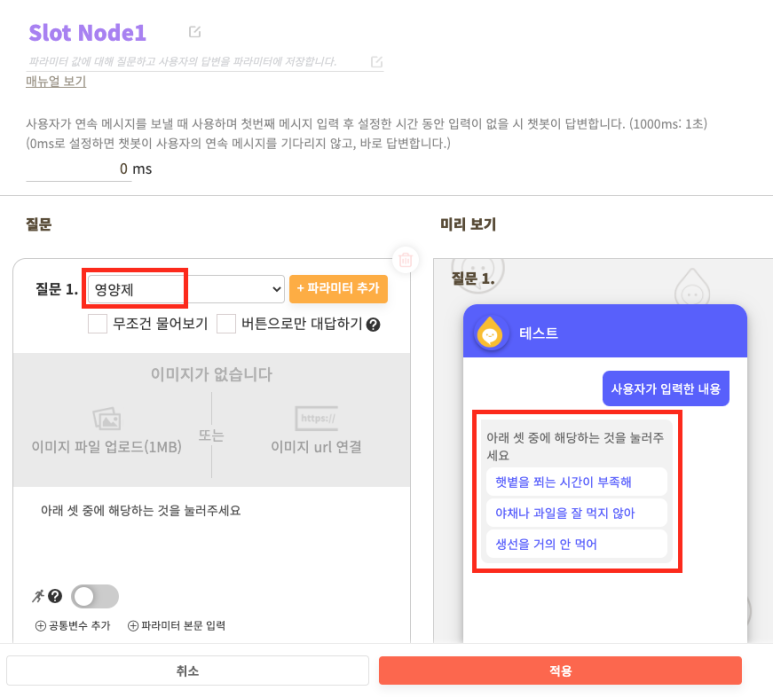 Slot Node1
파라미터 값에 대해 질문하고 사용자의 답변을 파라미터에 저장합니다.
매뉴얼 보기
사용자가 연속 메시지를 보낼 때 사용하며 첫번째 메시지 입력 후 설정한 시간 동안 입력이 없을 시 챗봇이 답변합니다. (1000ms: 1초)
(0ms로 설정하면 챗봇이 사용자의 연속 메시지를 기다리지 않고, 바로 답변합니다.)
0 ms
질문
질문 1. 영양제 + 파라미터 추가
무조건 물어보기 버튼으로만 대답하기
이미지가 없습니다
https://
이미지 파일 업로드(1MB) 또는 이미지 url 연결
아래 셋 중에 해당하는 것을 눌러주세요
공통변수 추가 파라미터 본문 입력
미리 보기
질문 1.
테스트
사용자가 입력한 내용
아래 셋 중에 해당하는 것을 눌러주
세요
햇볕을 쬐는 시간이 부족해
야채나 과일을 잘 먹지 않아
생선을 거의 안 먹어
취소
적용